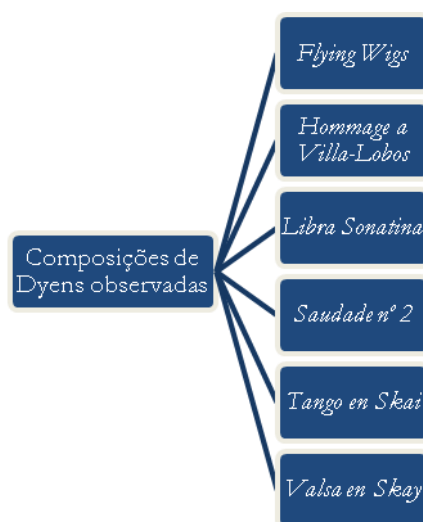 Flying Wigs
Hommage a
Villa-Lobos
Libra Sonatina
Composições de
Dyens observadas
Saudade nº 2
Tango en Skai
Valsa en Skay